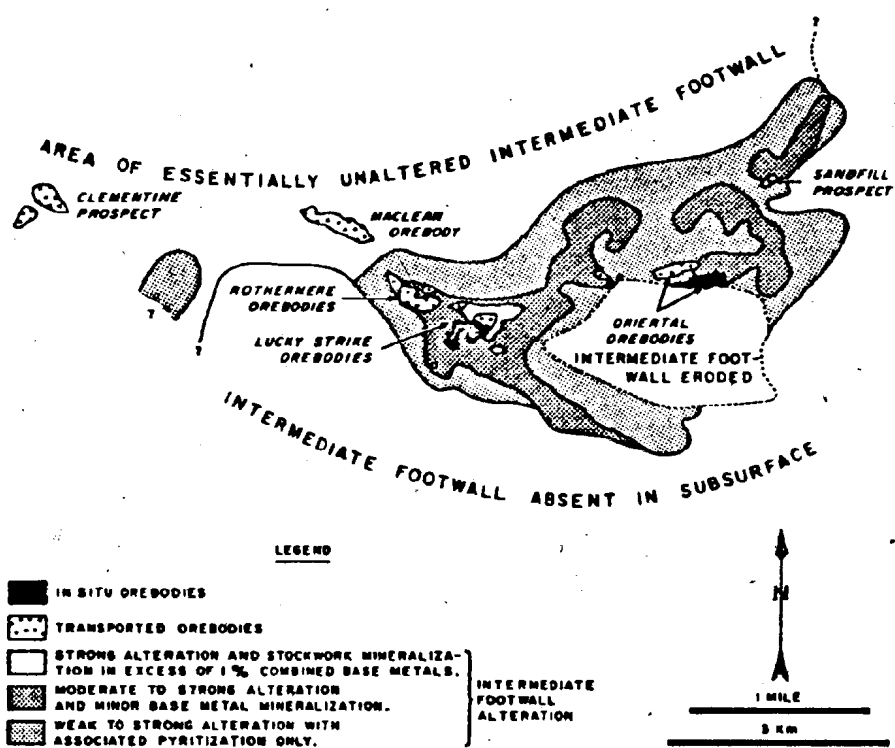 ?
AREA OF ESSENTIALLY UNALTERED INTERMEDIATE FOOTWALL
CLEMENTINE
PROSPECT
MACLEAN
OREBODY
SANDFILL
PROSPECT
ROTHERMERE
OREBODIES
LUCKY STRIKE
OREBODIES
ORIENTAL
OREBODIES
INTERMEDIATE FOOT-
WALL ERODED
?
?
INTERMEDIATE FOOTWALL ABSENT IN SUBSURFACE
LEGEND
IN SITU OREBODIES
TRANSPORTED OREBODIES
STRONG ALTERATION AND STOCKWORK MINERALIZA-
TION IN EXCESS OF 1% COMBINED BASE METALS.
MODERATE TO STRONG ALTERATION
AND MINOR BASE METAL MINERALIZATION.
WEAK TO STRONG ALTERATION WITH
ASSOCIATED PYRITIZATION ONLY.
INTERMEDIATE
FOOTWALL
ALTERATION
N
1 MILE
3 KM